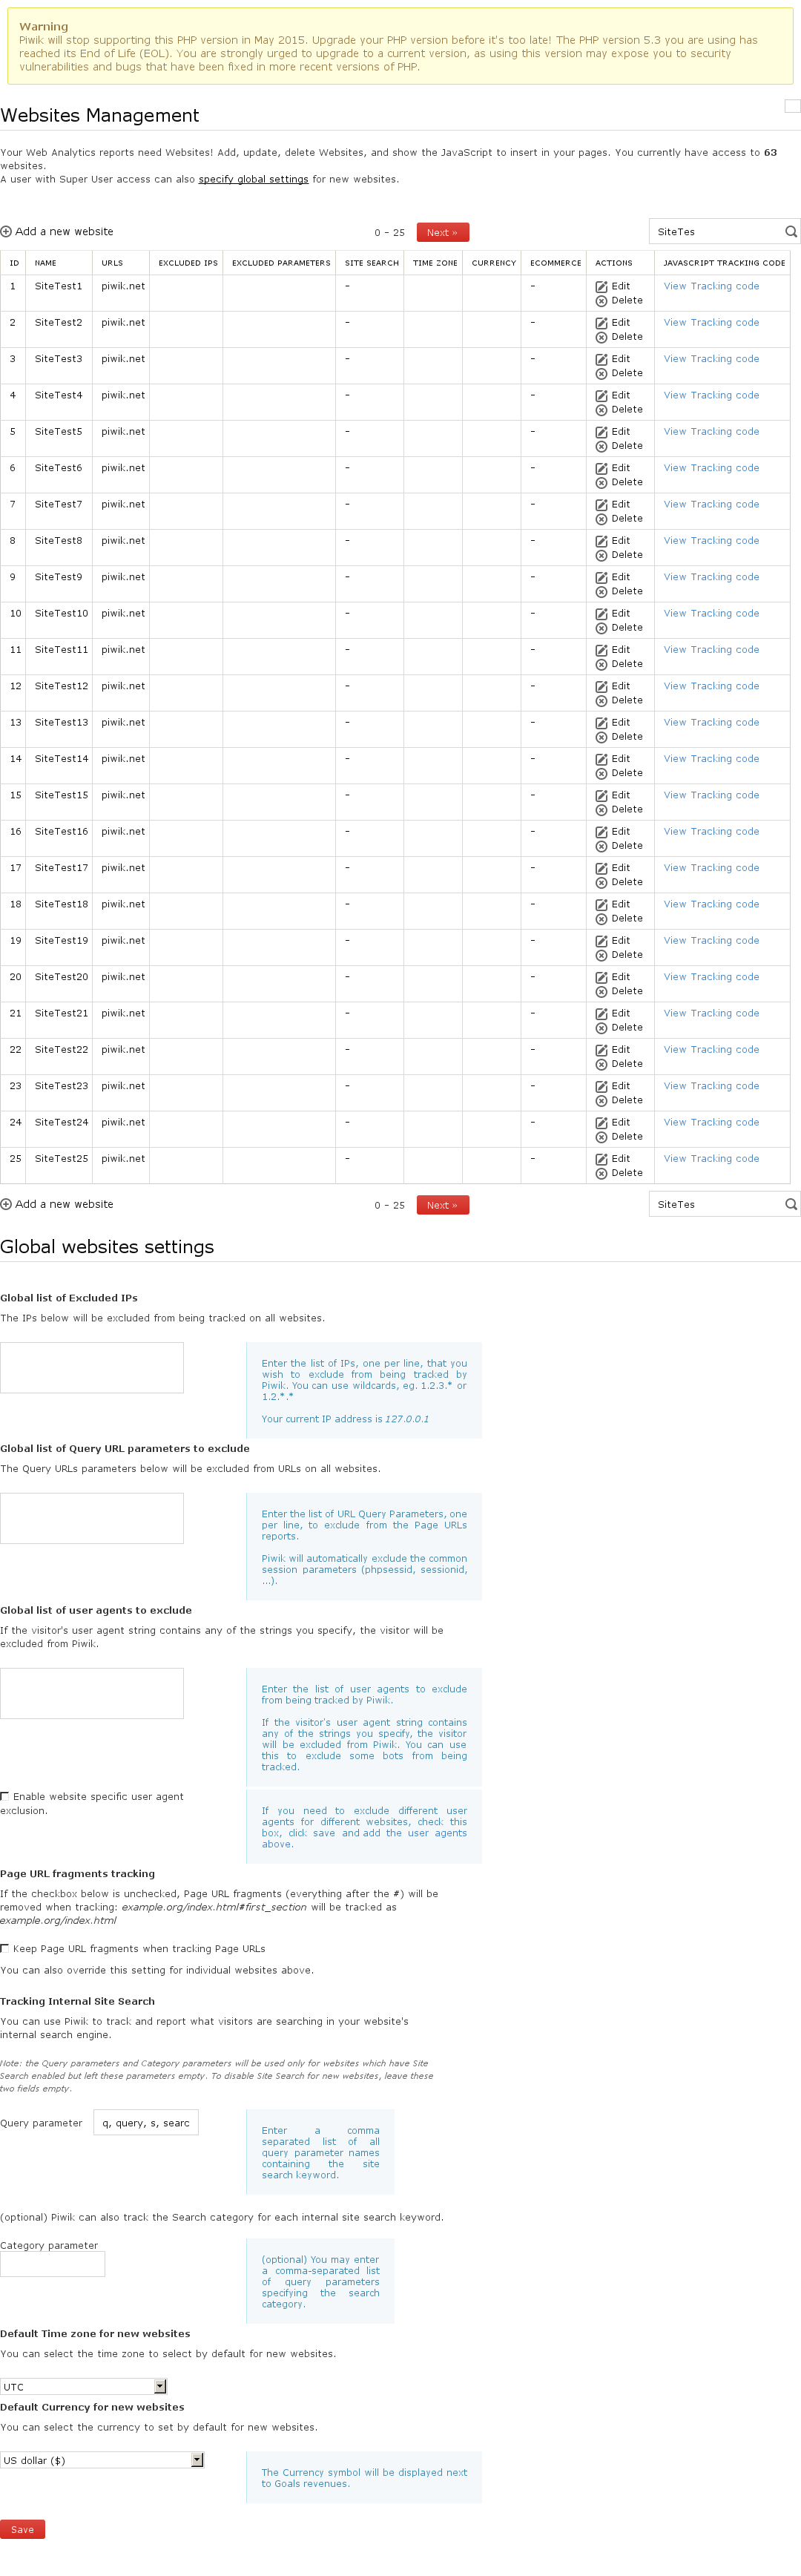 Warning
Piwik will stop supporting this PHP version in May 2015. Upgrade your PHP version before it's too late! The PHP version 5.3 you are using has
reached its End of Life (EOL). You are strongly urged to upgrade to a current version, as using this version may expose you to security
vulnerabilities and bugs that have been fixed in more recent versions of PHP.
Websites Management
Your Web Analytics reports need Websites! Add, update, delete Websites, and show the JavaScript to insert in your pages. You currently have access to 63
websites.
A user with Super User access can also specify global settings for new websites.
Add a new website 0 - 25 Next » SiteTes
ID NAME URLS EXCLUDED IPS EXCLUDED PARAMETERS SITE SEARCH TIME ZONE CURRENCY ECOMMERCE ACTIONS JAVASCRIPT TRACKING CODE
1 SiteTest1 piwik.net - - Edit View Tracking code
Delete
2 SiteTest2 piwik.net - - Edit View Tracking code
Delete
3 SiteTest3 piwik.net - - Edit View Tracking code
Delete
4 SiteTest4 piwik.net - - Edit View Tracking code
Delete
5 SiteTest5 piwik.net - - Edit View Tracking code
Delete
6 SiteTest6 piwik.net - - Edit View Tracking code
Delete
7 SiteTest7 piwik.net - - Edit View Tracking code
Delete
8 SiteTest8 piwik.net - - Edit View Tracking code
Delete
9 SiteTest9 piwik.net - - Edit View Tracking code
Delete
10 SiteTest10 piwik.net - - Edit View Tracking code
Delete
11 SiteTest11 piwik.net - - Edit View Tracking code
Delete
12 SiteTest12 piwik.net - - Edit View Tracking code
Delete
13 SiteTest13 piwik.net - - Edit View Tracking code
Delete
14 SiteTest14 piwik.net - - Edit View Tracking code
Delete
15 SiteTest15 piwik.net - - Edit View Tracking code
Delete
16 SiteTest16 piwik.net - - Edit View Tracking code
Delete
17 SiteTest17 piwik.net - - Edit View Tracking code
Delete
18 SiteTest18 piwik.net - - Edit View Tracking code
Delete
19 SiteTest19 piwik.net - - Edit View Tracking code
Delete
20 SiteTest20 piwik.net - - Edit View Tracking code
Delete
21 SiteTest21 piwik.net - - Edit View Tracking code
Delete
22 SiteTest22 piwik.net - - Edit View Tracking code
Delete
23 SiteTest23 piwik.net - - Edit View Tracking code
Delete
24 SiteTest24 piwik.net - - Edit View Tracking code
Delete
25 SiteTest25 piwik.net - - Edit View Tracking code
Delete
Add a new website 0 - 25 Next » SiteTes
Global websites settings
Global list of Excluded IPs
The IPs below will be excluded from being tracked on all websites.
Enter the list of IPs, one per line, that you
wish to exclude from being tracked by
Piwik. You can use wildcards, eg. 1.2.3.* or
1.2.*.*
Your current IP address is 127.0.0.1
Global list of Query URL parameters to exclude
The Query URLs parameters below will be excluded from URLs on all websites.
Enter the list of URL Query Parameters, one
per line, to exclude from the Page URLs
reports.
Piwik will automatically exclude the common
session parameters (phpsessid, sessionid,
...).
Global list of user agents to exclude
If the visitor's user agent string contains any of the strings you specify, the visitor will be
excluded from Piwik.
Enter the list of user agents to exclude
from being tracked by Piwik.
If the visitor's user agent string contains
any of the strings you specify, the visitor
will be excluded from Piwik. You can use
this to exclude some bots from being
tracked.
Enable website specific user agent
exclusion.
If you need to exclude different user
agents for different websites, check this
box, click save and add the user agents
above.
Page URL fragments tracking
If the checkbox below is unchecked, Page URL fragments (everything after the #) will be
removed when tracking: example.org/index.html#first_section will be tracked as
example.org/index.html
Keep Page URL fragments when tracking Page URLs
You can also override this setting for individual websites above.
Tracking Internal Site Search
You can use Piwik to track and report what visitors are searching in your website's
internal search engine.
Note: the Query parameters and Category parameters will be used only for websites which have Site
Search enabled but left these parameters empty. To disable Site Search for new websites, leave these
two fields empty.
Query parameter q, query, s, searc
Enter a comma
separated list of all
query parameter names
containing the site
search keyword.
(optional) Piwik can also track the Search category for each internal site search keyword.
Category parameter
(optional) You may enter
a comma-separated list
of query parameters
specifying the search
category.
Default Time zone for new websites
You can select the time zone to select by default for new websites.
UTC
Default Currency for new websites
You can select the currency to set by default for new websites.
US dollar ($)
The Currency symbol will be displayed next
to Goals revenues.
Save